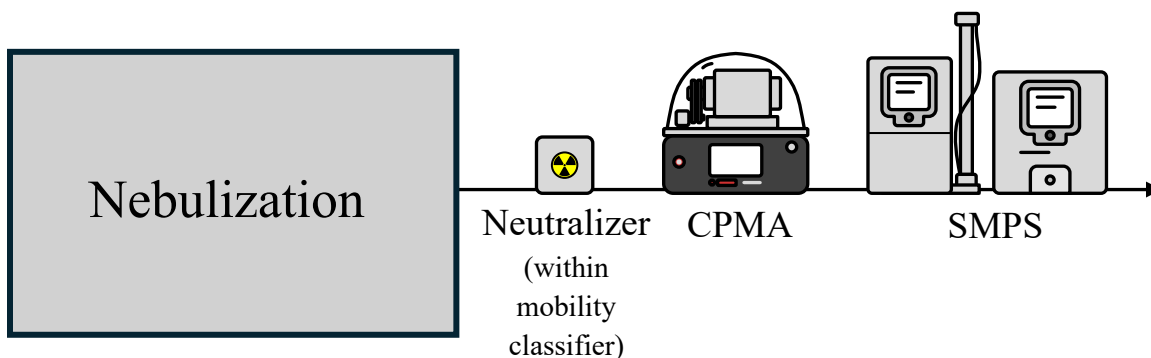 Nebulization
Neutralizer
(within
mobility
classifier)
CPMA
SMPS